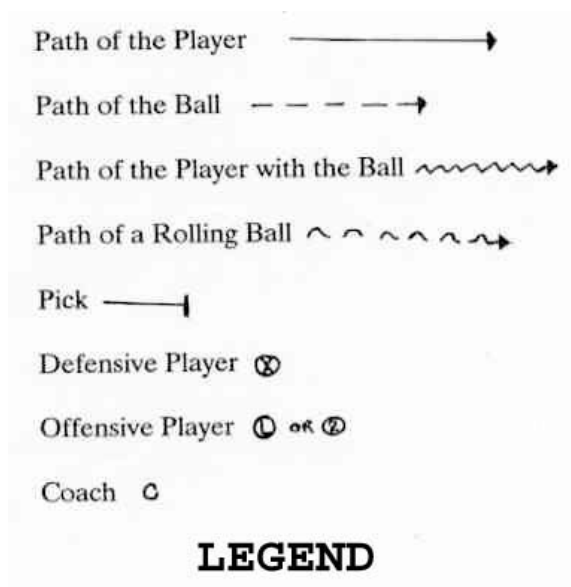 Path of the Player
Path of the Ball
Path of the Player with the Ball
Path of a Rolling Ball
Pick
Defensive Player X
Offensive Player 1 OR 2
Coach C
LEGEND